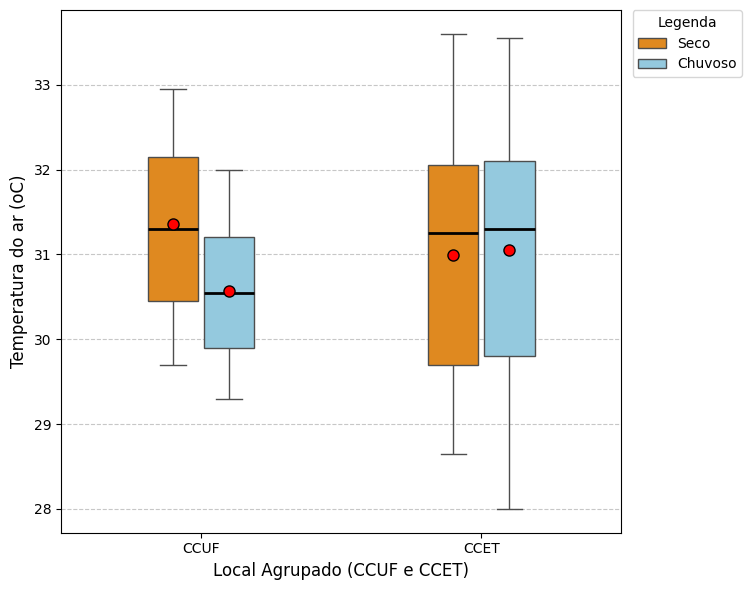 Legenda
Seco
Chuvoso
33
32
31
30
29
28
Temperatura do ar (oC)
CCUF
CCET
Local Agrupado (CCUF e CCET)